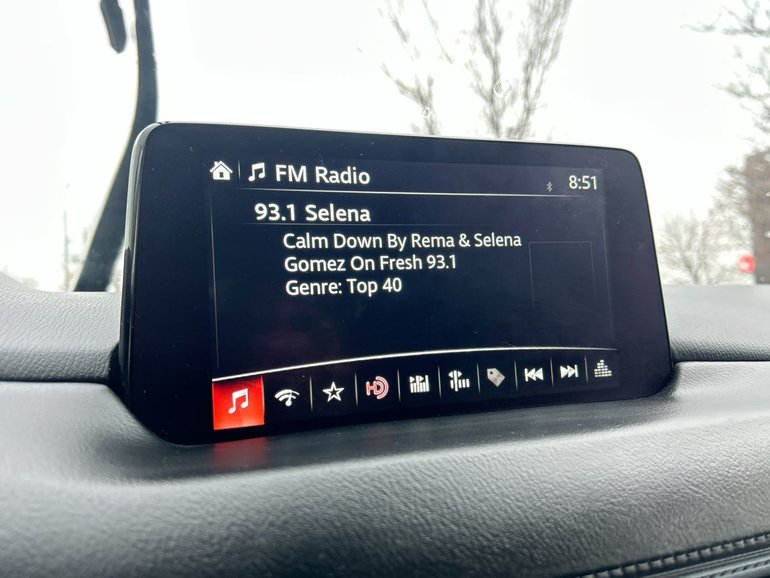 FM Radio
8:51
93.1 Selena
Calm Down By Rema & Selena
Gomez On Fresh 93.1
Genre: Top 40
HD